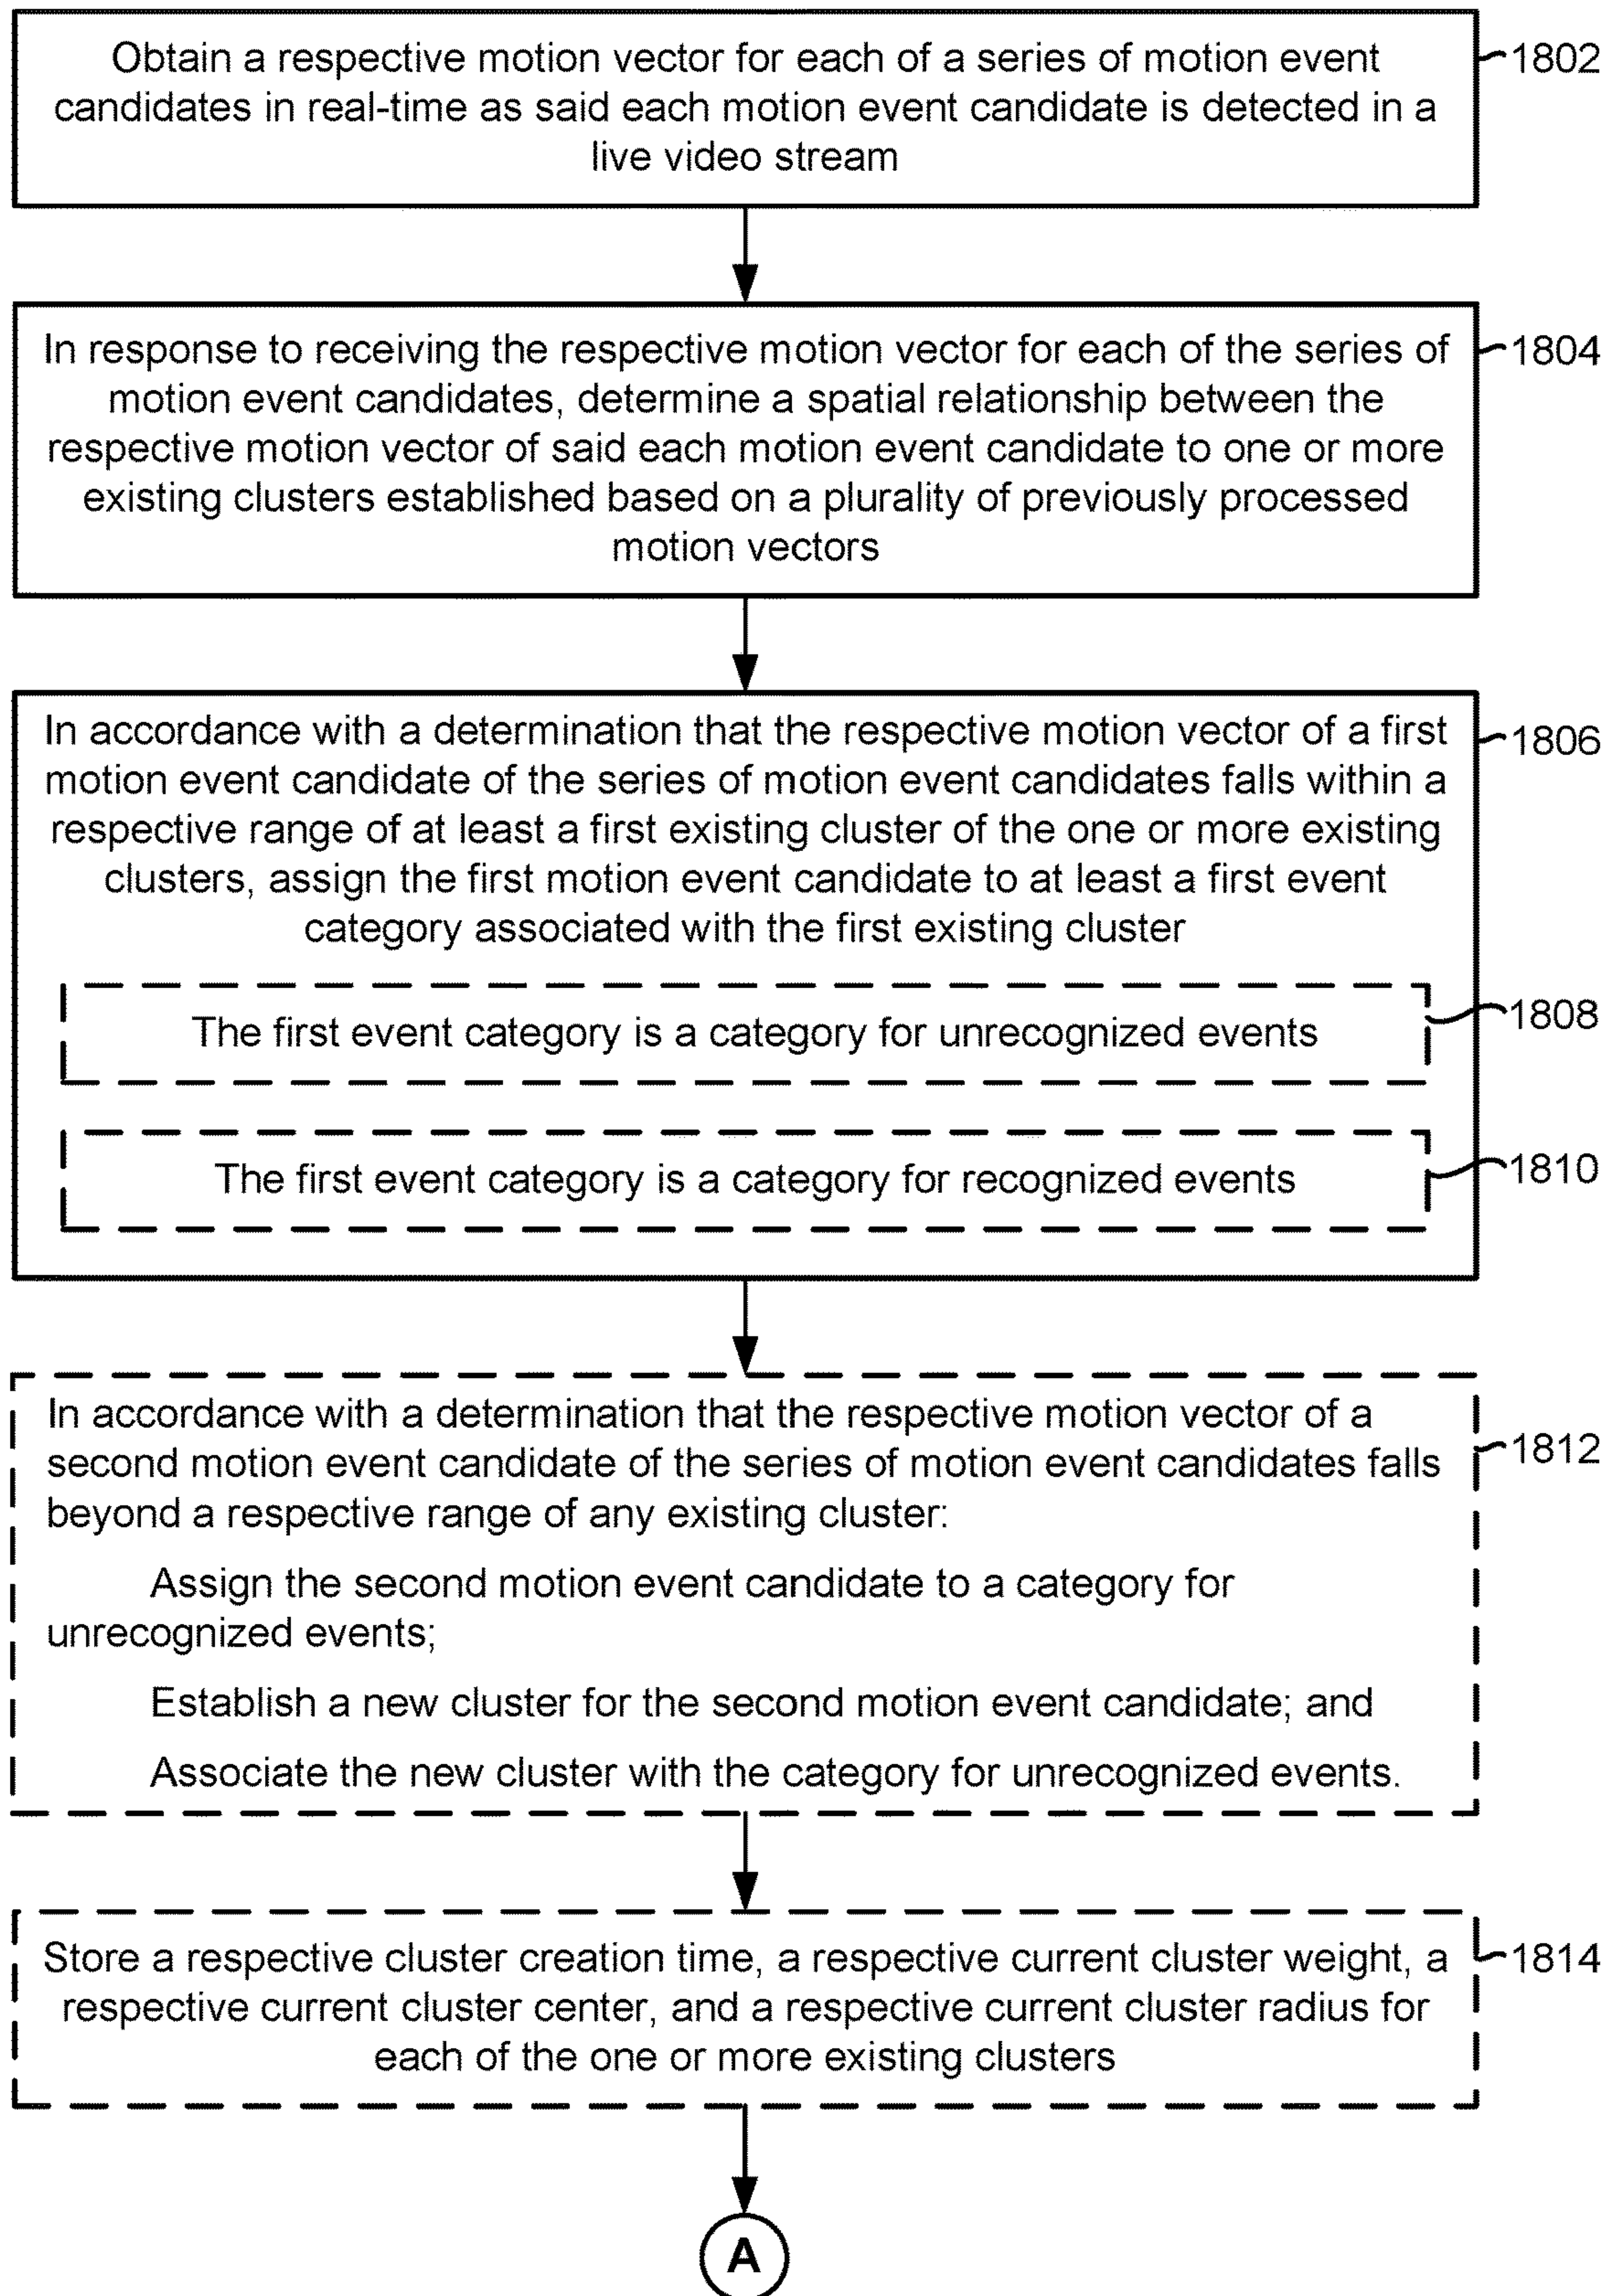 Obtain a respective motion vector for each of a series of motion event
candidates in real-time as said each motion event candidate is detected in a
live video stream
1802
In response to receiving the respective motion vector for each of the series of
motion event candidates, determine a spatial relationship between the
respective motion vector of said each motion event candidate to one or more
existing clusters established based on a plurality of previously processed
motion vectors
1804
In accordance with a determination that the respective motion vector of a first
motion event candidate of the series of motion event candidates falls within a
respective range of at least a first existing cluster of the one or more existing
clusters, assign the first motion event candidate to at least a first event
category associated with the first existing cluster
1806
The first event category is a category for unrecognized events
1808
The first event category is a category for recognized events
1810
In accordance with a determination that the respective motion vector of a
second motion event candidate of the series of motion event candidates falls
beyond a respective range of any existing cluster:
Assign the second motion event candidate to a category for
unrecognized events;
Establish a new cluster for the second motion event candidate; and
Associate the new cluster with the category for unrecognized events.
1812
Store a respective cluster creation time, a respective current cluster weight, a
respective current cluster center, and a respective current cluster radius for
each of the one or more existing clusters
1814
A